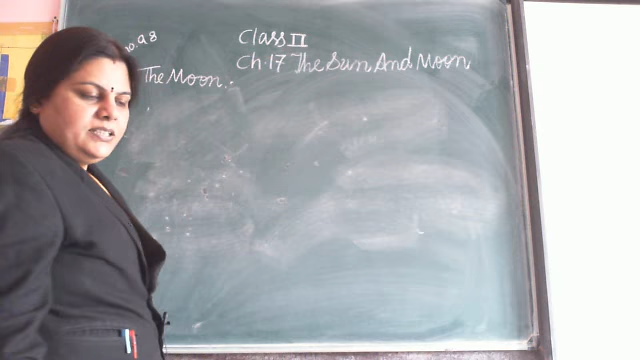 Class II
Ch.17 The Sun And Moon
The Moon.